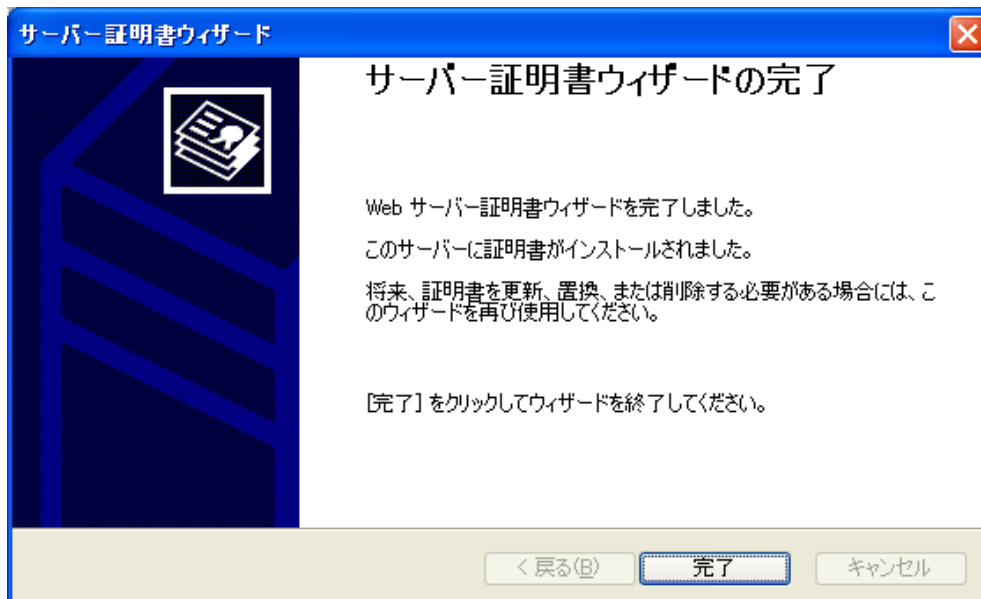 サーバー証明書ウィザード
サーバー証明書ウィザードの完了
Web サーバー証明書ウィザードを完了しました。
このサーバーに証明書がインストールされました。
将来、証明書を更新、置換、または削除する必要がある場合には、こ
のウィザードを再び使用してください。
[完了] をクリックしてウィザードを終了してください。
< 戻る(B)
完了
キャンセル